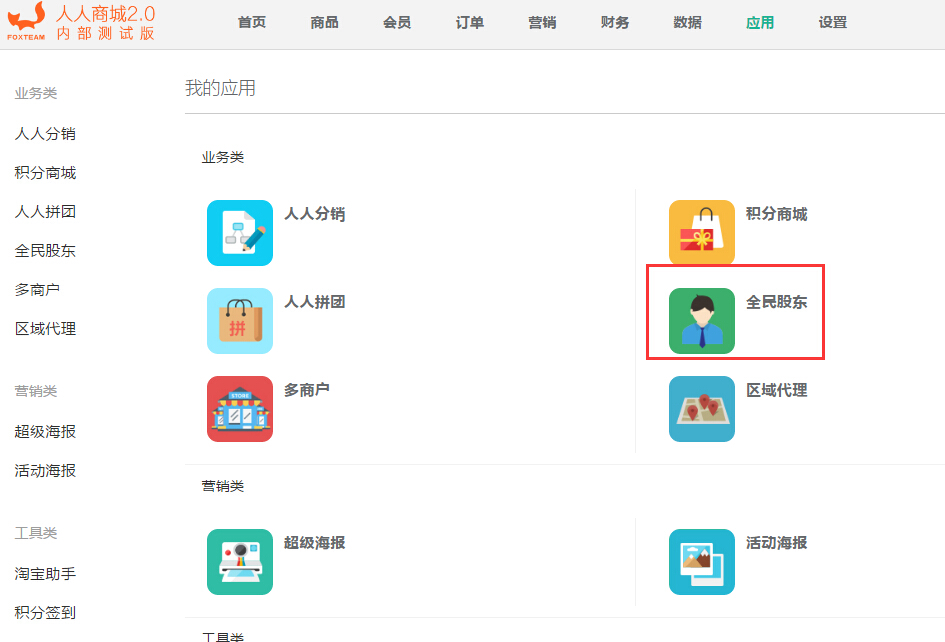 人人商城2.0
内部测试版
FOXTEAM
首页 商品 会员 订单 营销 财务 数据 应用 设置
业务类
人人分销
积分商城
人人拼团
全民股东
多商户
区域代理
营销类
超级海报
活动海报
工具类
淘宝助手
积分签到
我的应用
业务类
人人分销
积分商城
拼
人人拼团
全民股东
STORE
多商户
区域代理
营销类
超级海报
活动海报
工具类